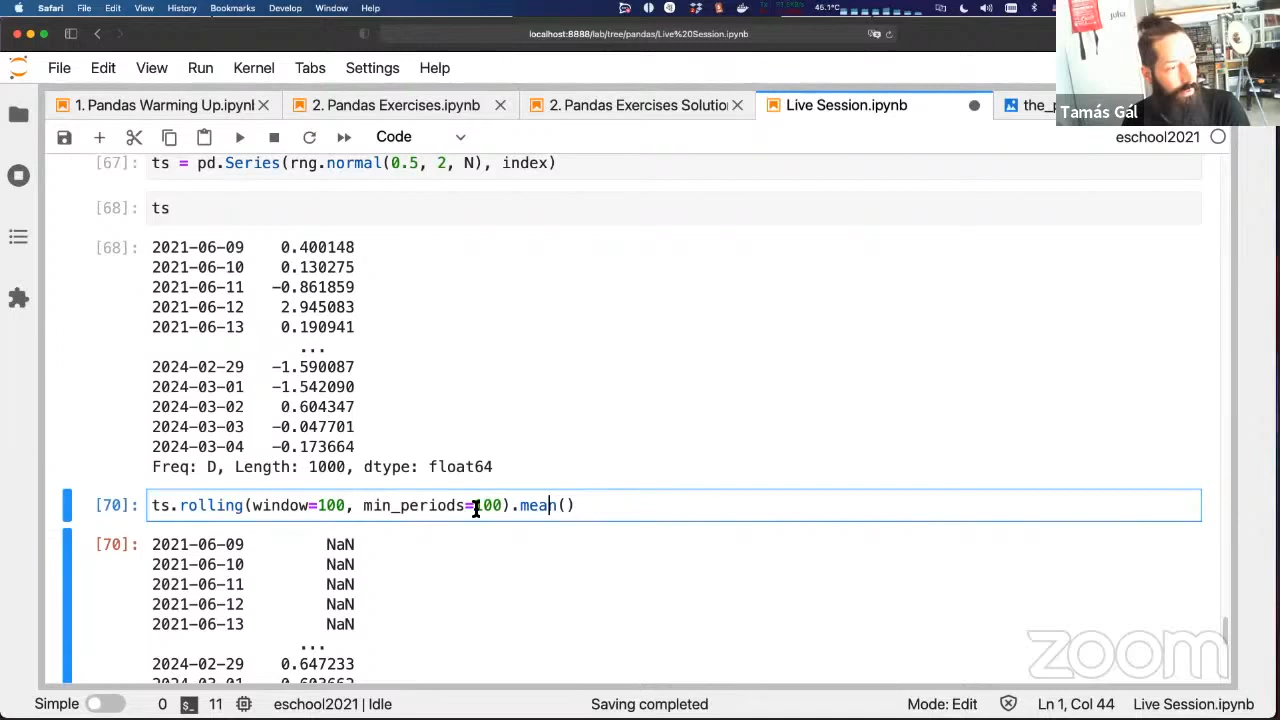 Safari File Edit View History Bookmarks Develop Window Help
localhost:8888/lab/tree/pandas/Live%20Session.ipynb
Tamás Gál
File Edit View Run Kernel Tabs Settings Help
1. Pandas Warming Up.ipynb 2. Pandas Exercises.ipynb 2. Pandas Exercises Solutio Live Session.ipynb the_p
Code
eschool2021
[67]: ts = pd.Series(rng.normal(0.5, 2, N), index)
[68]: ts
[68]: 2021-06-09 0.400148
2021-06-10 0.130275
2021-06-11 -0.861859
2021-06-12 2.945083
2021-06-13 0.190941
...
2024-02-29 -1.590087
2024-03-01 -1.542090
2024-03-02 0.604347
2024-03-03 -0.047701
2024-03-04 -0.173664
Freq: D, Length: 1000, dtype: float64
[70]: ts.rolling(window=100, min_periods=100).mean()
[70]: 2021-06-09 NaN
2021-06-10 NaN
2021-06-11 NaN
2021-06-12 NaN
2021-06-13 NaN
...
2024-02-29 0.647233
2024-03-01 0.603662
zoom
Simple 0 11 eschool2021 | Idle Saving completed Mode: Edit Ln 1, Col 44 Live Session.ipynb